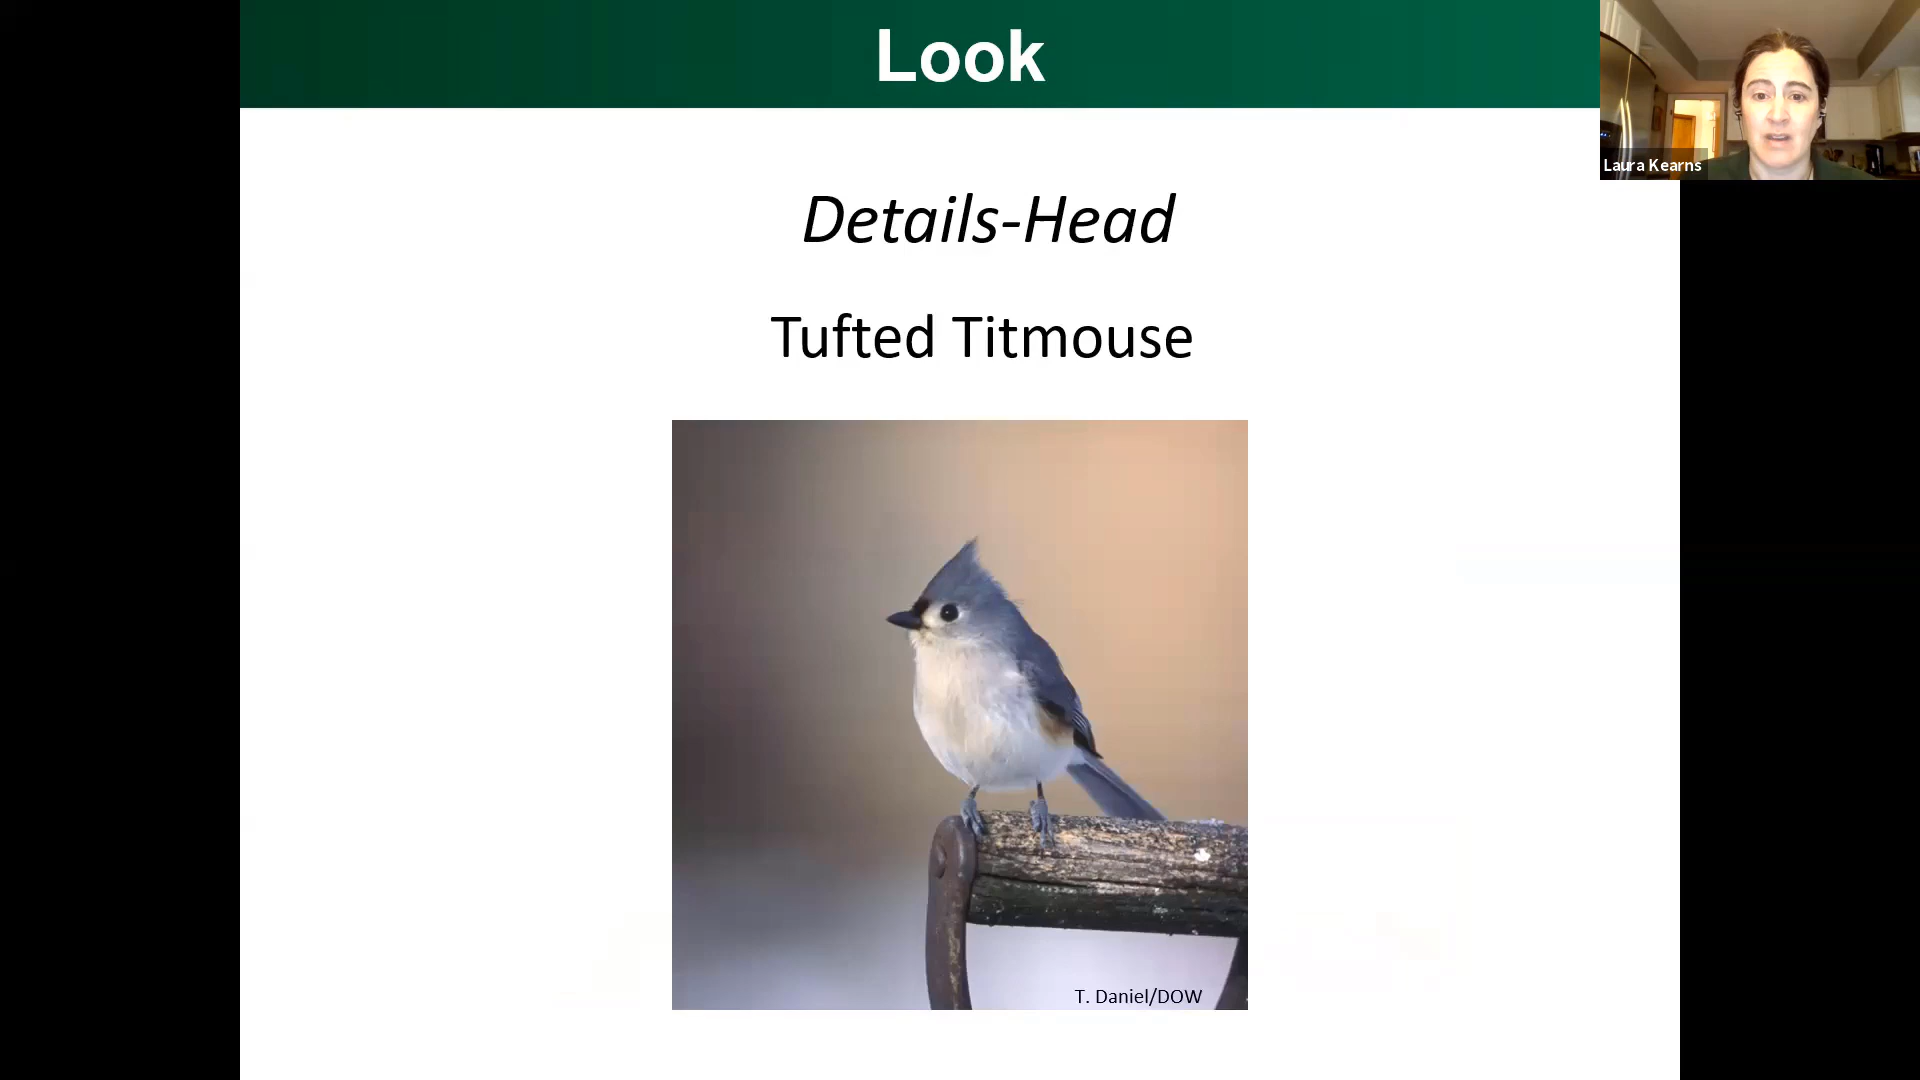 Look
Laura Kearns
Details-Head
Tufted Titmouse
T. Daniel/DOW